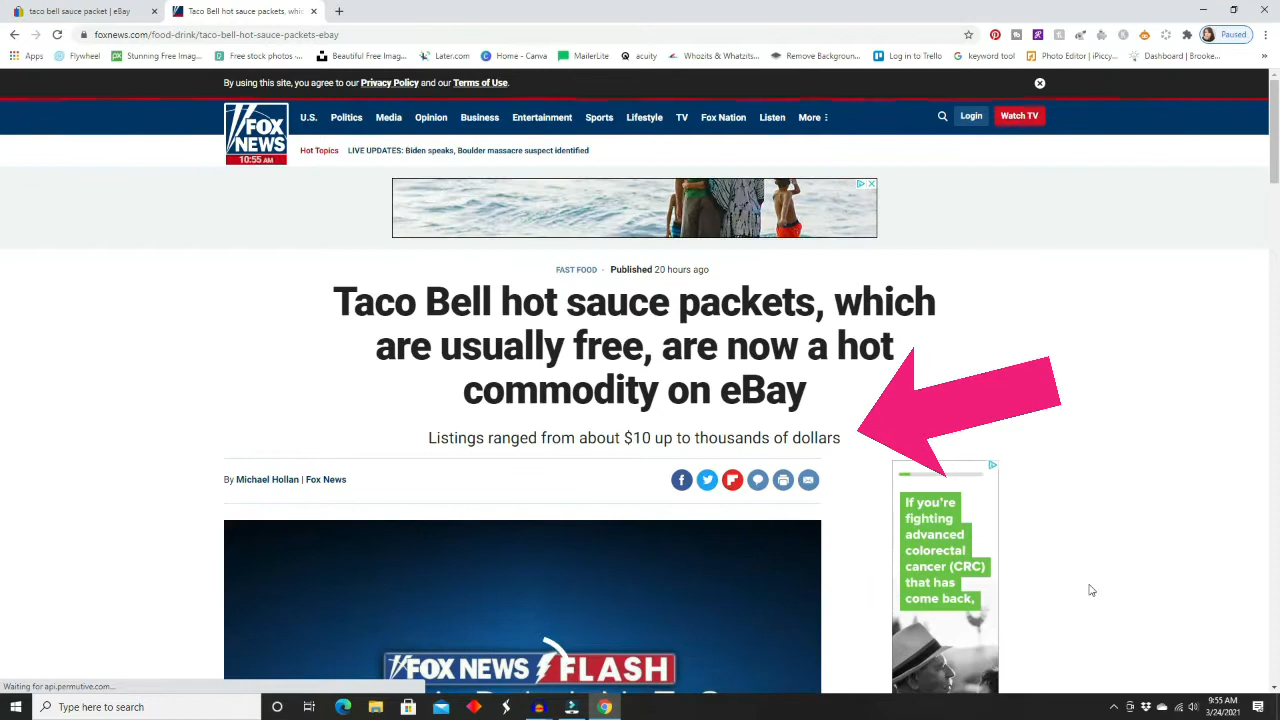 taco bell sauce packet | eBay
Taco Bell hot sauce packets, whic
foxnews.com/food-drink/taco-bell-hot-sauce-packets-ebay
Paused
Apps
Flywheel
Stunning Free Imag...
Free stock photos -...
Beautiful Free Imag...
Later.com
Home - Canva
MailerLite
acuity
Whozits & Whatzits...
Remove Background...
Log in to Trello
keyword tool
Photo Editor | iPiccy...
Dashboard | Brooke...
By using this site, you agree to our Privacy Policy and our Terms of Use.
FOX
NEWS
10:55 AM
U.S. Politics Media Opinion Business Entertainment Sports Lifestyle TV Fox Nation Listen More
Login
Watch TV
Hot Topics LIVE UPDATES: Biden speaks, Boulder massacre suspect identified
FAST FOOD · Published 20 hours ago
Taco Bell hot sauce packets, which
are usually free, are now a hot
commodity on eBay
Listings ranged from about $10 up to thousands of dollars
By Michael Hollan | Fox News
If you're
fighting
advanced
colorectal
cancer (CRC)
that has
come back,
FOX NEWS FLASH
Waiting for api.permutive.com...
Type here to search
9:55 AM
3/24/2021